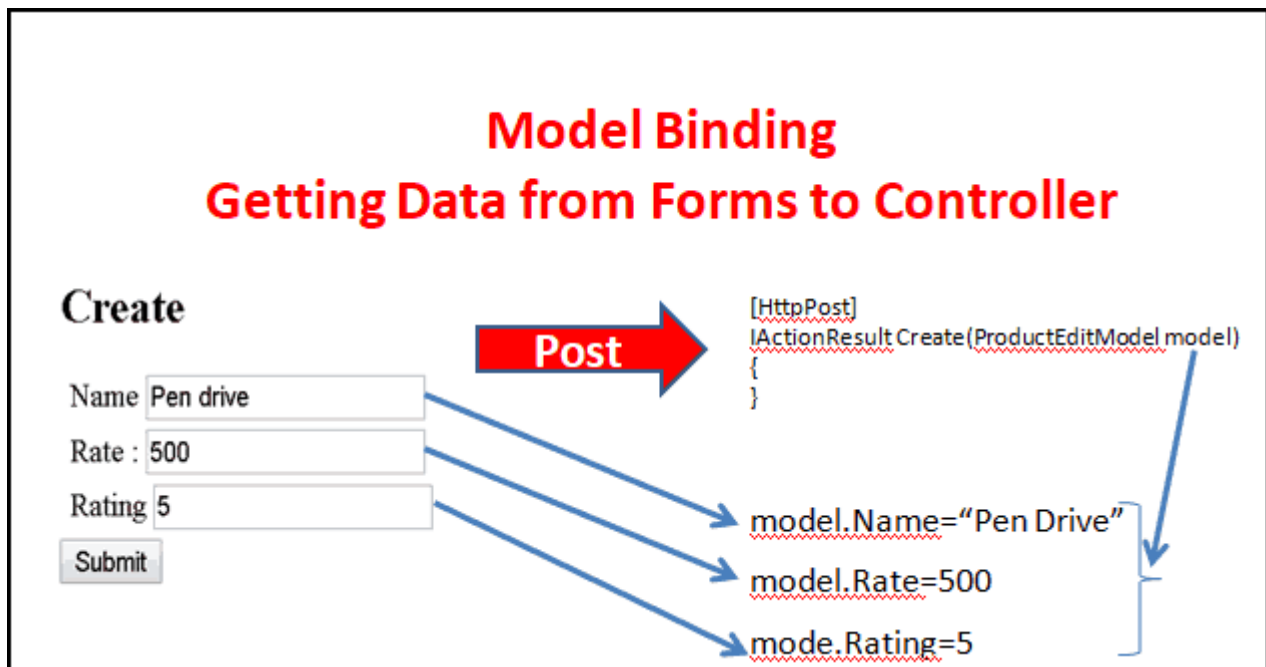 Model Binding
Getting Data from Forms to Controller
Create
Name Pen drive
Rate : 500
Rating 5
Submit
Post
[HttpPost]
IActionResult Create(ProductEditModel model)
{
}
model.Name=“Pen Drive”
model.Rate=500
mode.Rating=5